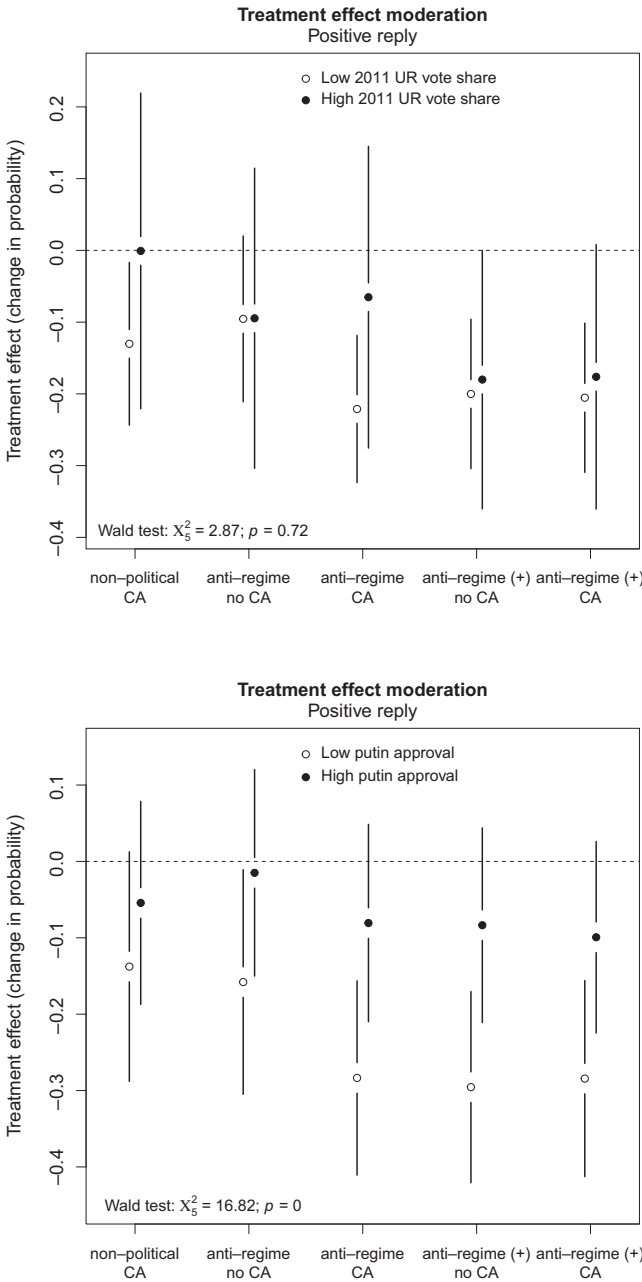 Treatment effect moderation
Positive reply
Low 2011 UR vote share
High 2011 UR vote share
Treatment effect (change in probability)
0.2
0.1
0.0
−0.1
−0.2
−0.3
−0.4
Wald test: Χ²₅ = 2.87; p = 0.72
non–political CA
anti–regime no CA
anti–regime CA
anti–regime (+) no CA
anti–regime (+) CA
Treatment effect moderation
Positive reply
Low putin approval
High putin approval
Treatment effect (change in probability)
0.1
0.0
−0.1
−0.2
−0.3
−0.4
Wald test: Χ²₅ = 16.82; p = 0
non–political CA
anti–regime no CA
anti–regime CA
anti–regime (+) no CA
anti–regime (+) CA